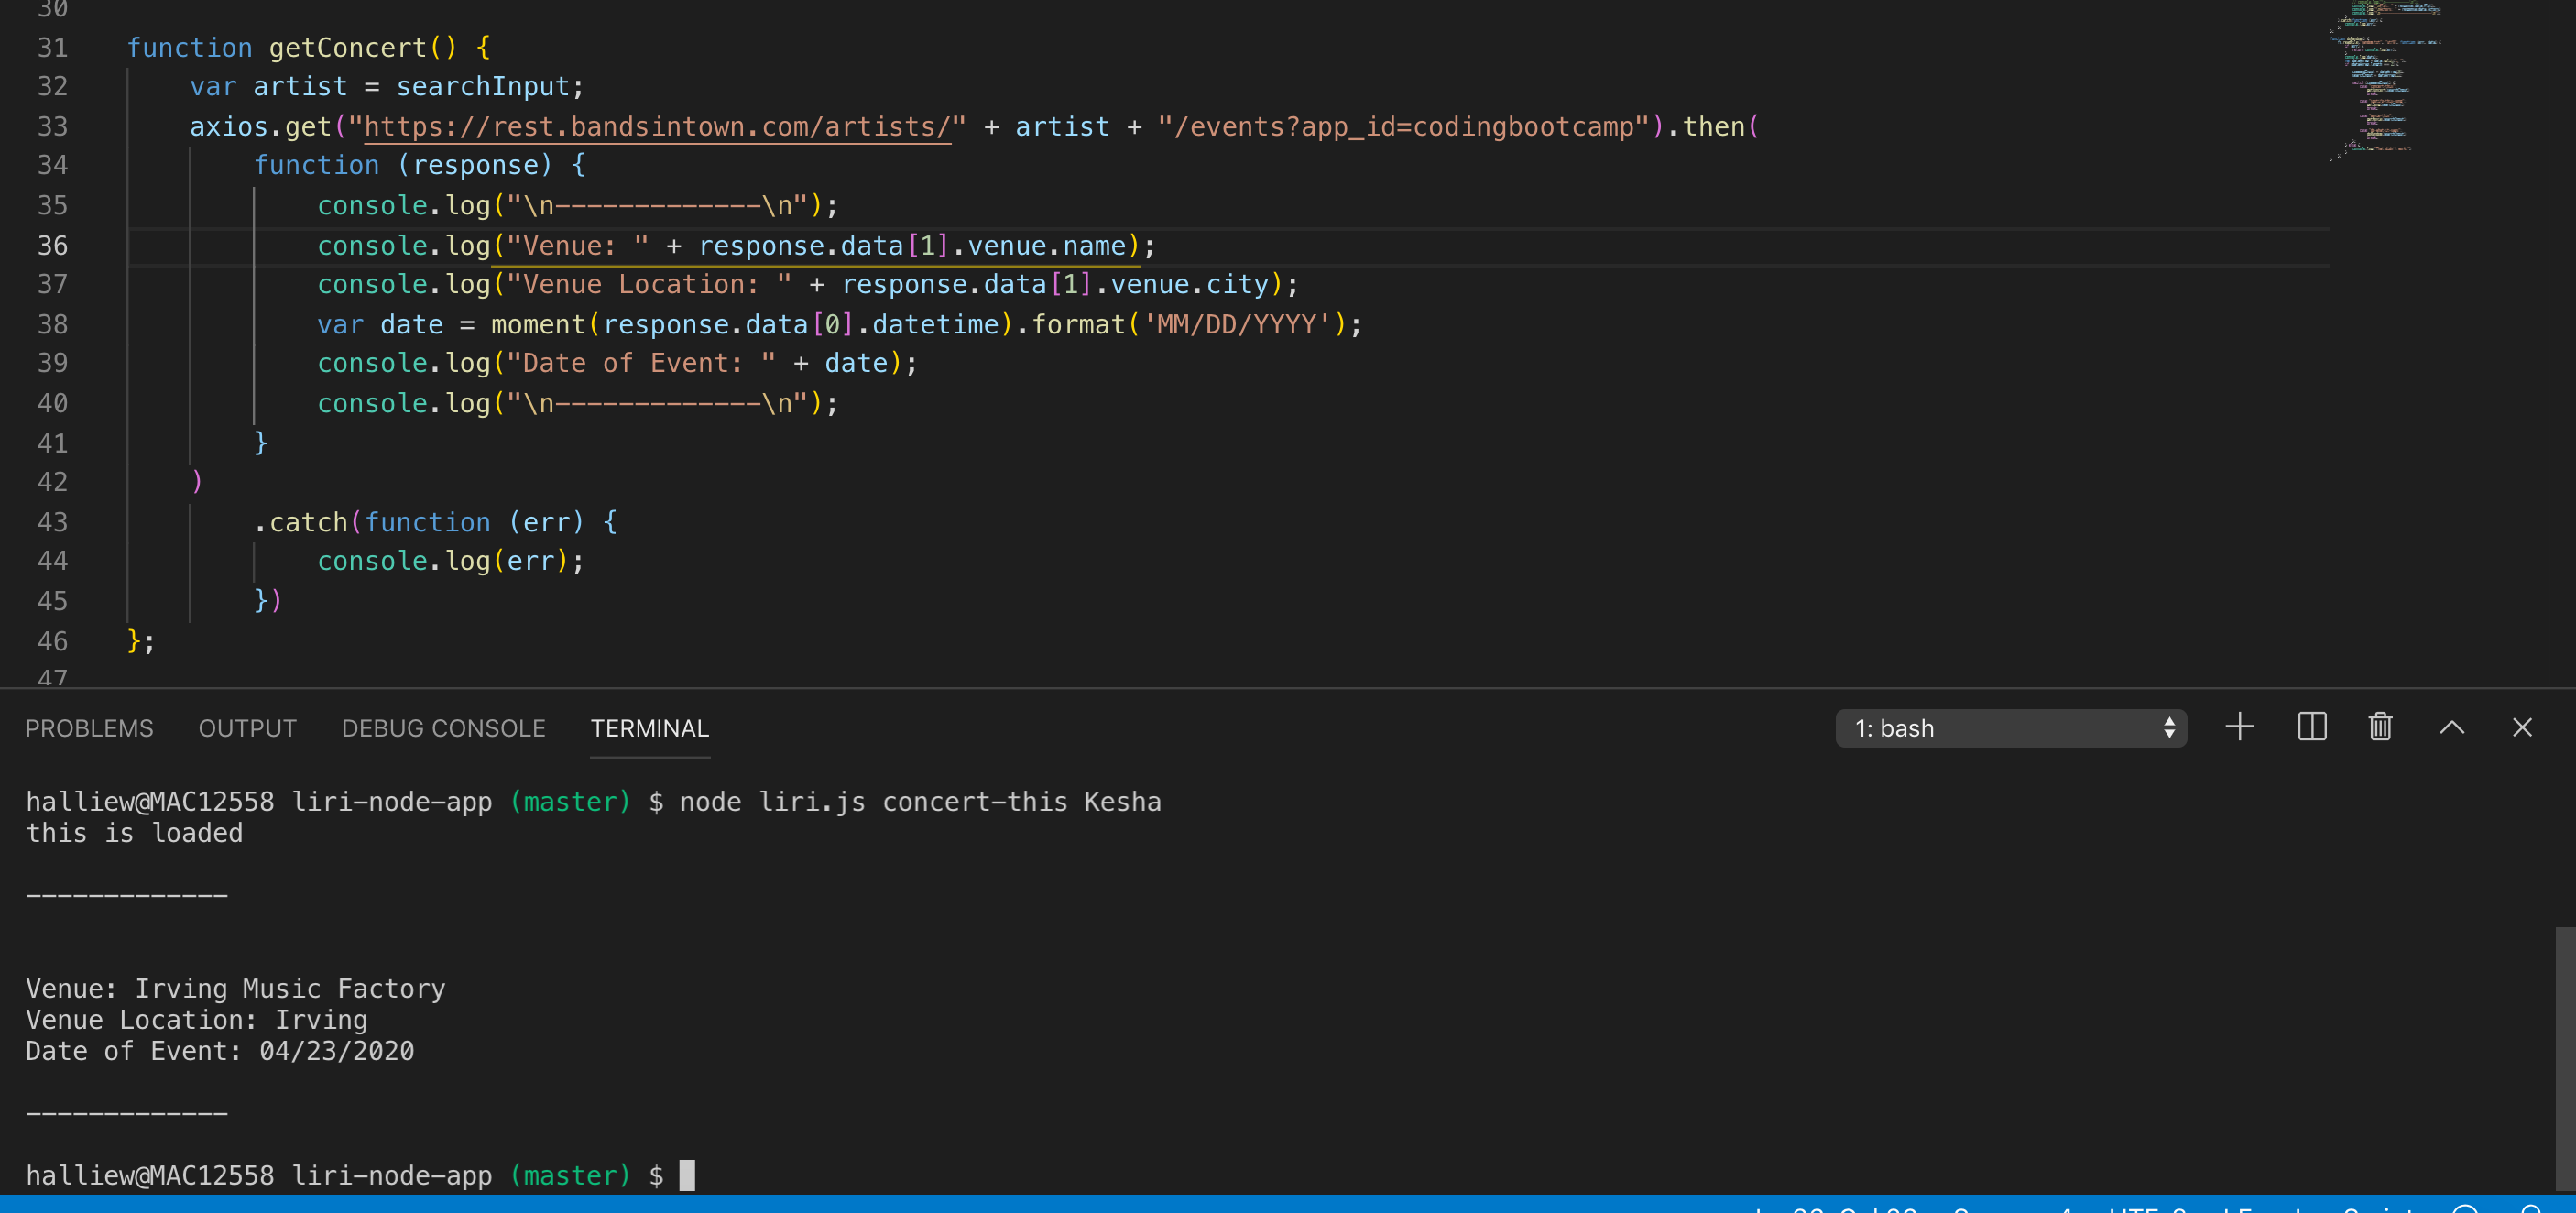 30
31 function getConcert() {
32 var artist = searchInput;
33 axios.get("https://rest.bandsintown.com/artists/" + artist + "/events?app_id=codingbootcamp").then(
34 function (response) {
35 console.log("\n-------------\n");
36 console.log("Venue: " + response.data[1].venue.name);
37 console.log("Venue Location: " + response.data[1].venue.city);
38 var date = moment(response.data[0].datetime).format('MM/DD/YYYY');
39 console.log("Date of Event: " + date);
40 console.log("\n-------------\n");
41 }
42 )
43 .catch(function (err) {
44 console.log(err);
45 })
46 };
47
PROBLEMS OUTPUT DEBUG CONSOLE TERMINAL 1: bash
halliew@MAC12558 liri-node-app (master) $ node liri.js concert-this Kesha
this is loaded
-------------
Venue: Irving Music Factory
Venue Location: Irving
Date of Event: 04/23/2020
-------------
halliew@MAC12558 liri-node-app (master) $